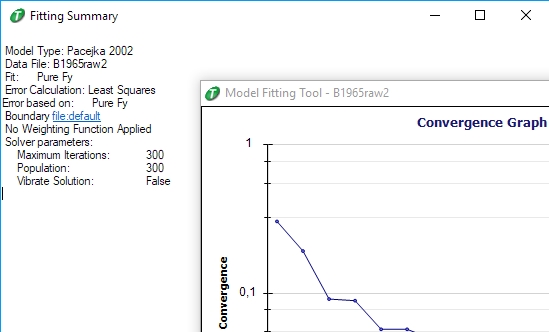 Fitting Summary
Model Type: Pacejka 2002
Data File: B1965raw2
Fit: Pure Fy
Error Calculation: Least Squares
Error based on: Pure Fy
Boundary file:default
No Weighting Function Applied
Solver parameters:
Maximum Iterations: 300
Population: 300
Vibrate Solution: False
Model Fitting Tool - B1965raw2
Convergence Graph
1
0,1
Convergence